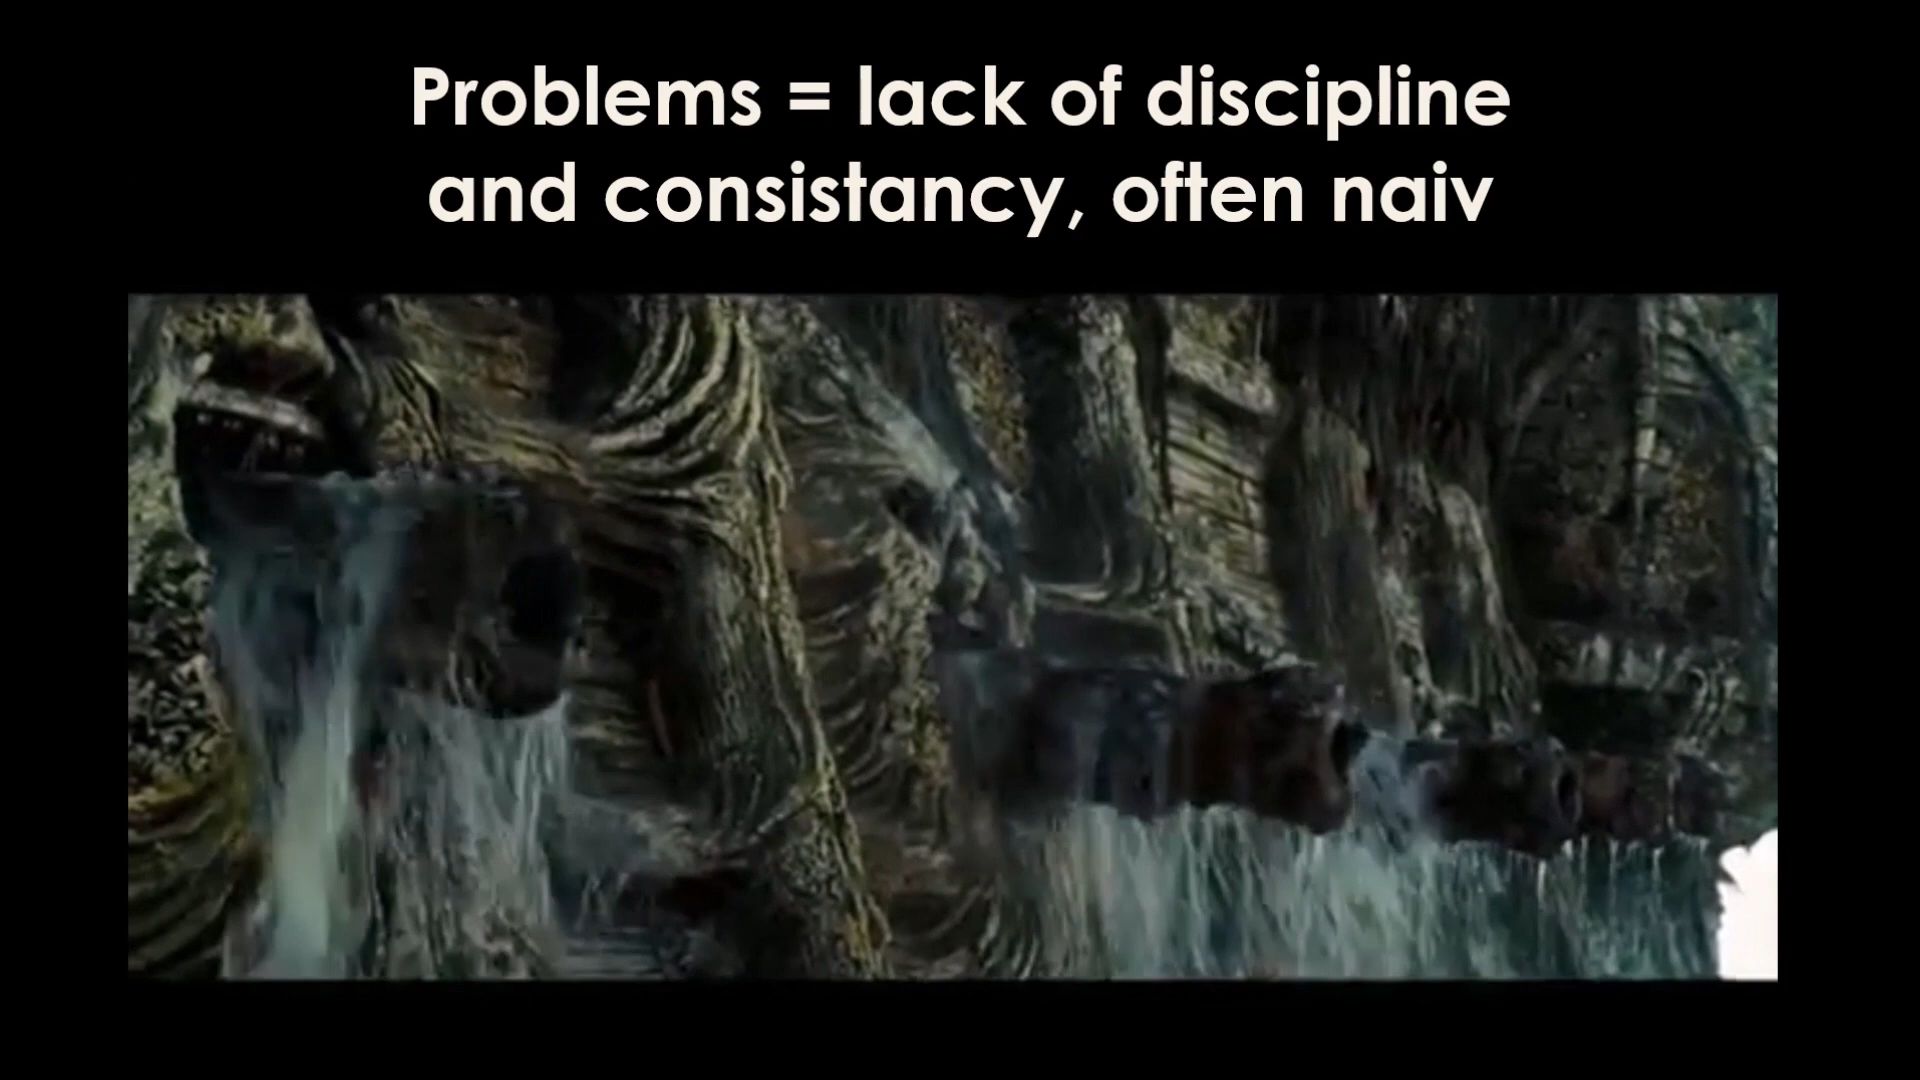 Problems = lack of discipline
and consistancy, often naiv